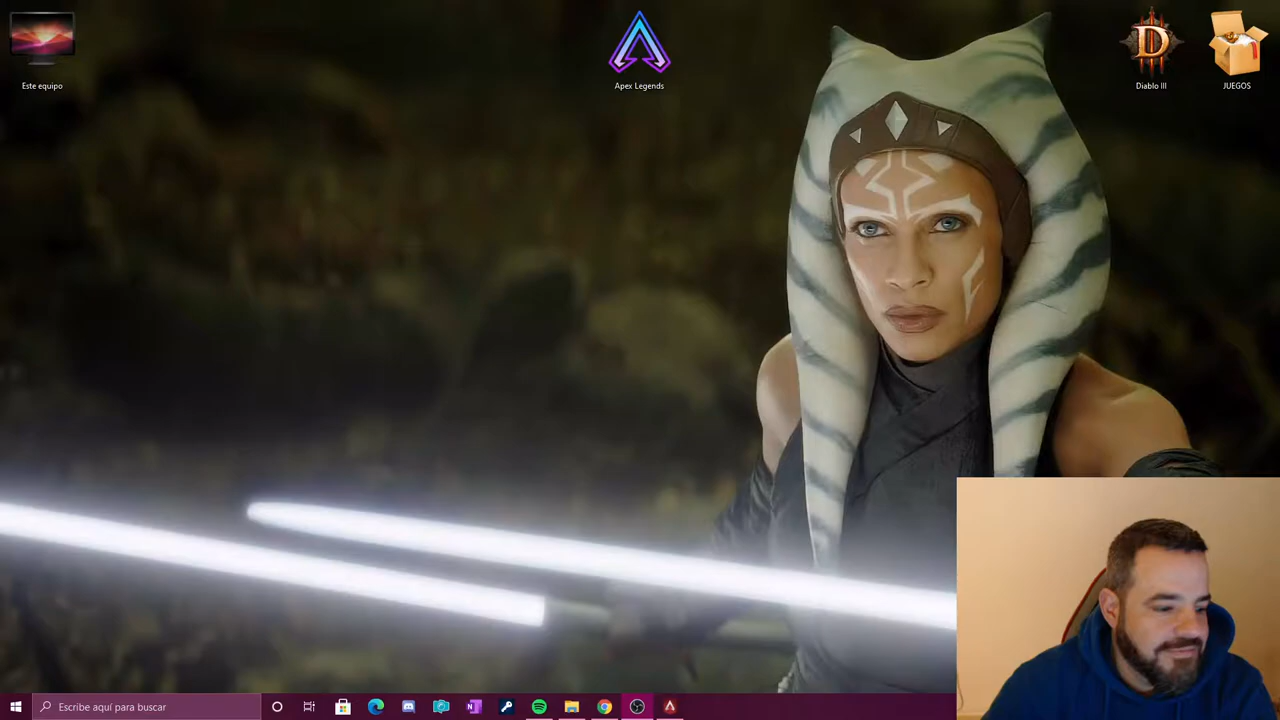 Este equipo
Apex Legends
Diablo III
JUEGOS
Escribe aquí para buscar